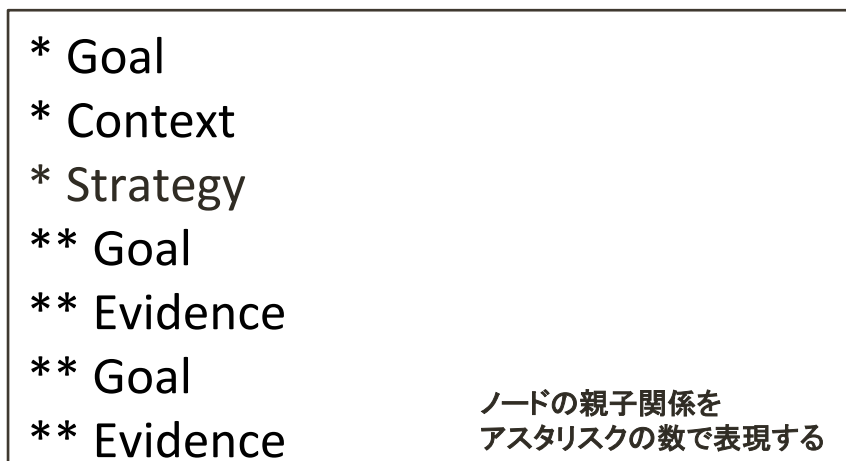 * Goal
* Context
* Strategy
** Goal
** Evidence
** Goal
** Evidence
ノードの親子関係を
アスタリスクの数で表現する